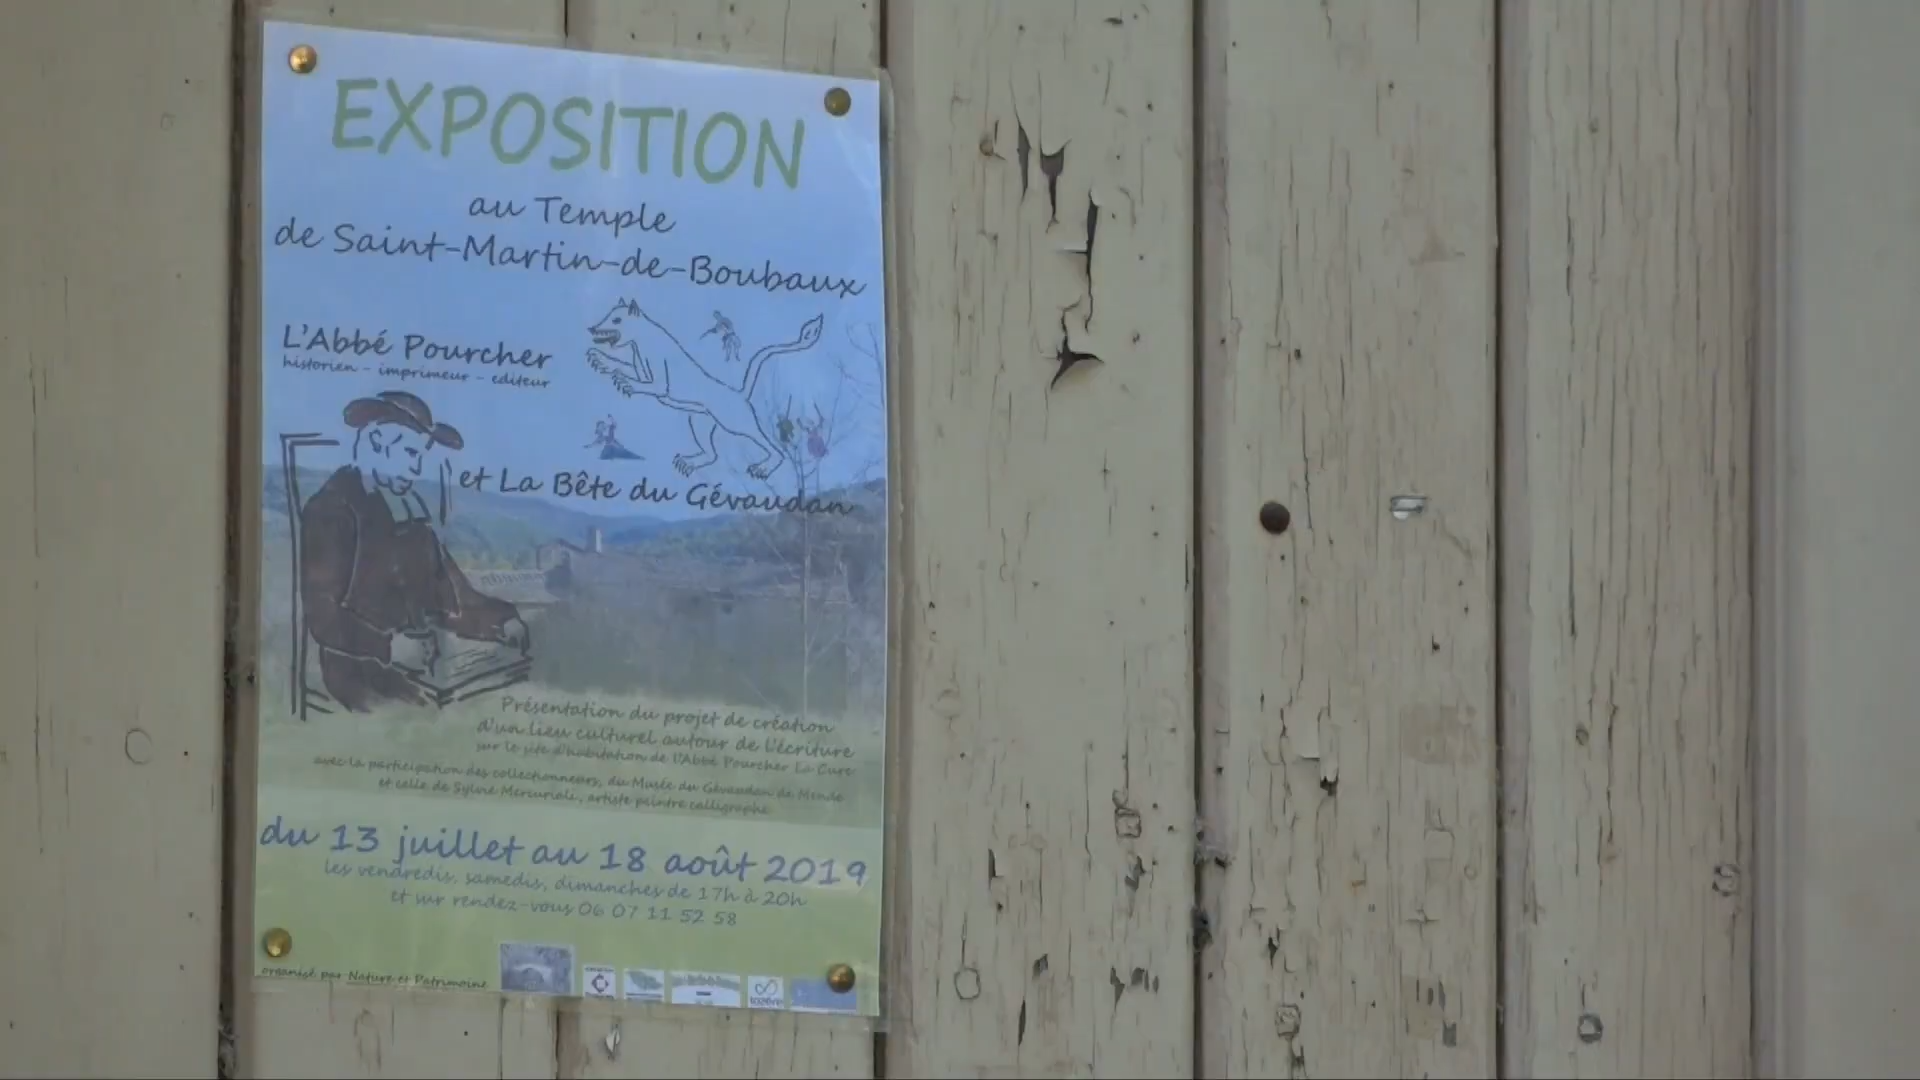 EXPOSITION
au Temple
de Saint-Martin-de-Boubaux
L'Abbé Pourcher
historien - imprimeur - editeur
et La Bête du Gévaudan
Présentation du projet de création
d'un lieu culturel autour de l'écriture
sur le site d'habitation de l'Abbé Pourcher La Cure
avec la participation des collectionneurs, du Musée du Gévaudan de Mende
et celle de Sylvie Mercuriali, artiste peintre calligraphe
du 13 juillet au 18 août 2019
les vendredis, samedis, dimanches de 17h à 20h
et sur rendez-vous 06 07 11 52 58
organisé par Nature et Patrimoine
lozère